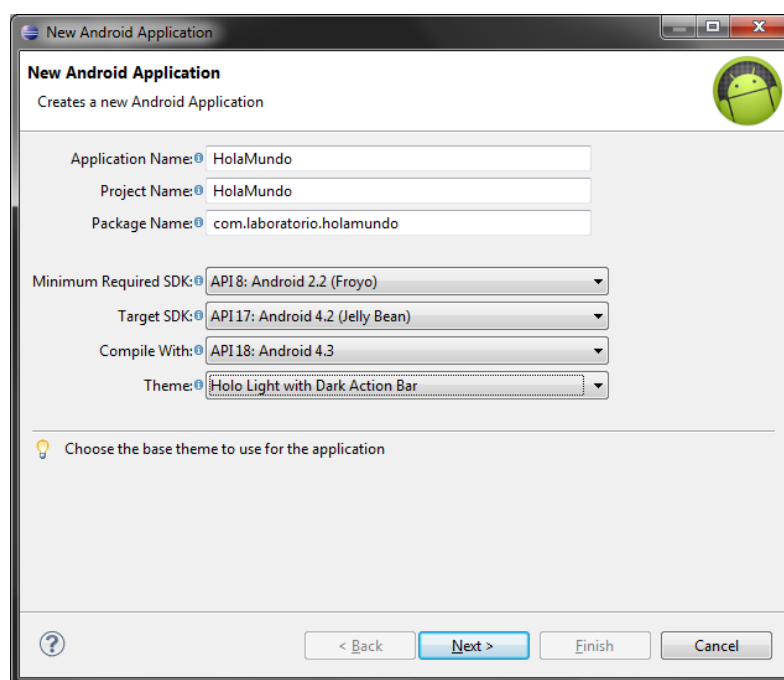 New Android Application
New Android Application
Creates a new Android Application
Application Name: HolaMundo
Project Name: HolaMundo
Package Name: com.laboratorio.holamundo
Minimum Required SDK: API 8: Android 2.2 (Froyo)
Target SDK: API 17: Android 4.2 (Jelly Bean)
Compile With: API 18: Android 4.3
Theme: Holo Light with Dark Action Bar
Choose the base theme to use for the application
? < Back Next > Finish Cancel